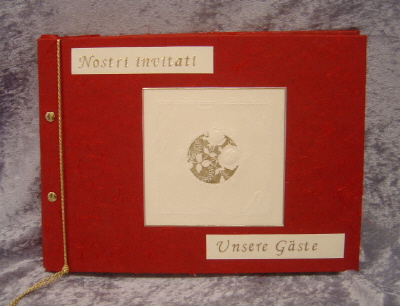 Nostri invitati
Unsere Gäste